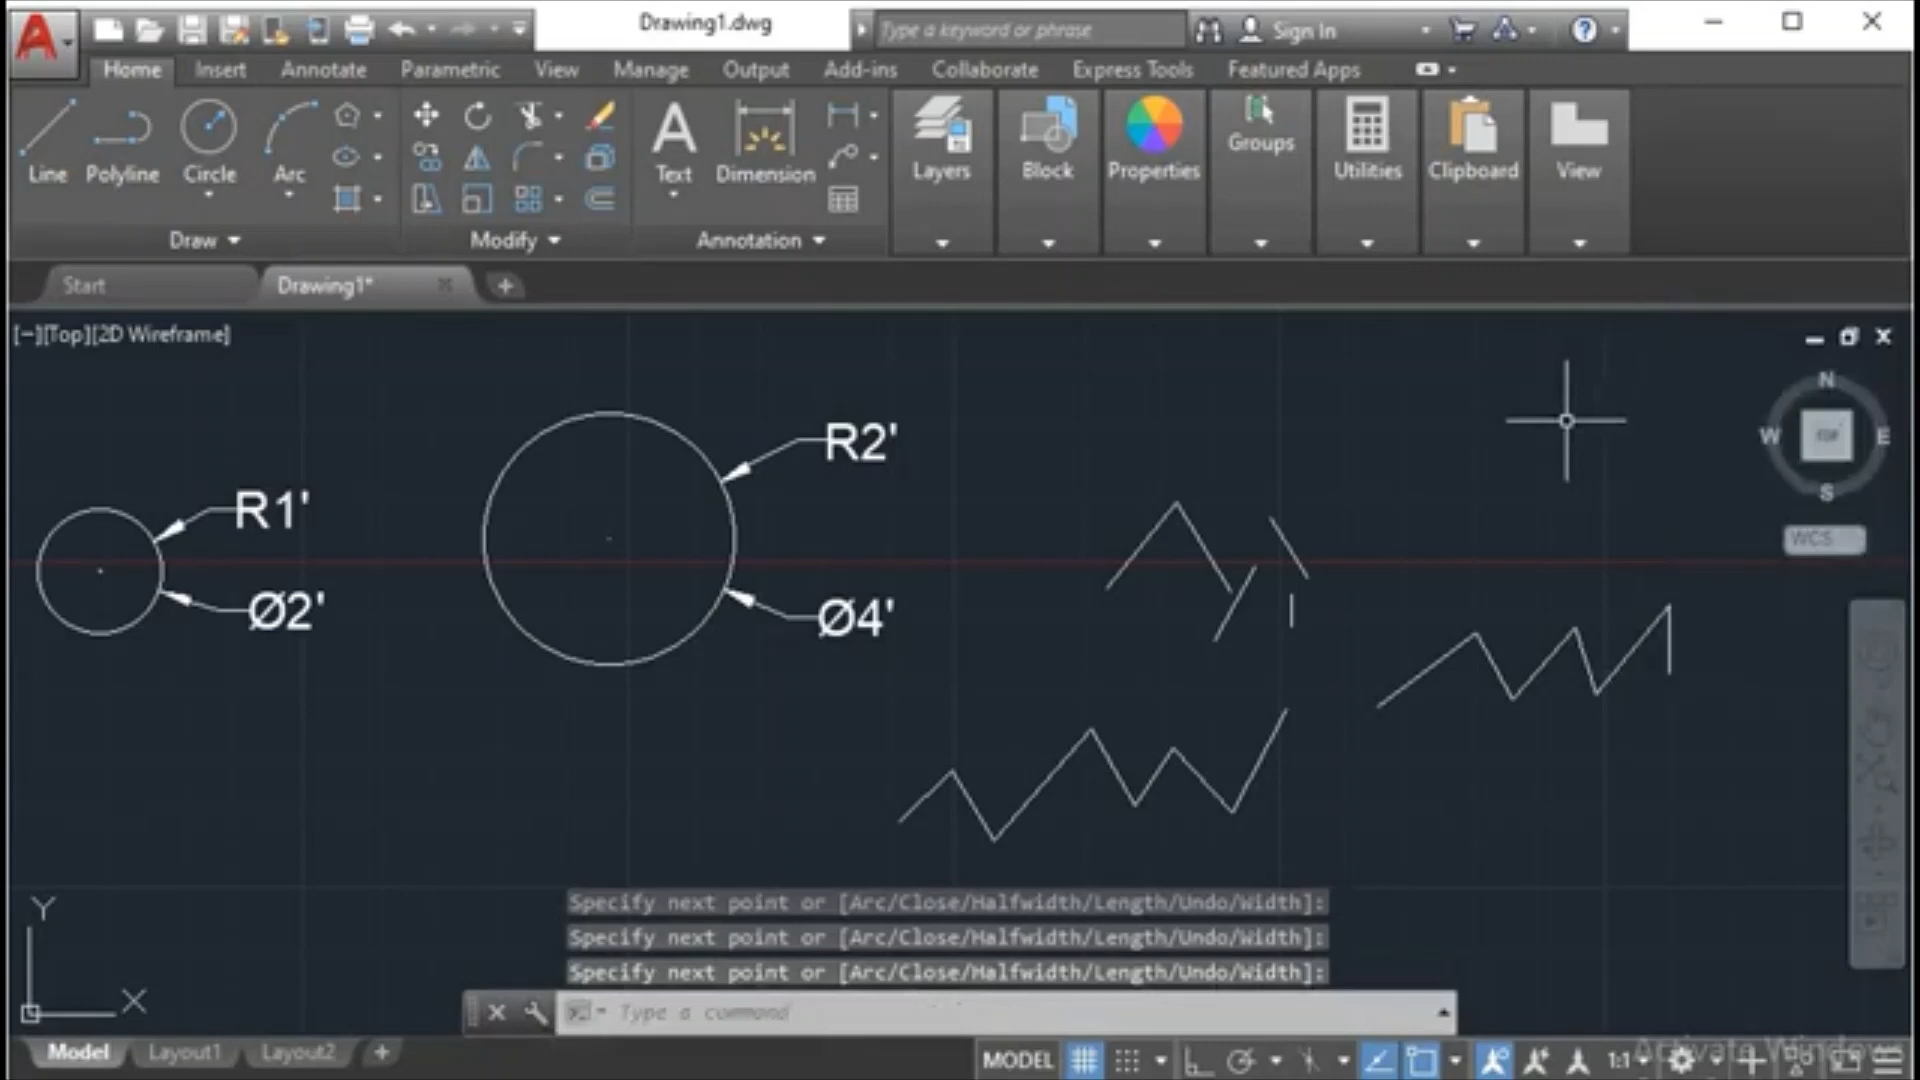 Drawing1.dwg
Type a keyword or phrase
Sign In
Home Insert Annotate Parametric View Manage Output Add-ins Collaborate Express Tools Featured Apps
Line Polyline Circle Arc
Text Dimension
Layers Block Properties Groups Utilities Clipboard View
Draw Modify Annotation
Start Drawing1*
[−][Top][2D Wireframe]
N
W TOP E
S
WCS
R1'
Ø2'
R2'
Ø4'
Y
X
Specify next point or [Arc/Close/Halfwidth/Length/Undo/Width]:
Specify next point or [Arc/Close/Halfwidth/Length/Undo/Width]:
Specify next point or [Arc/Close/Halfwidth/Length/Undo/Width]:
Type a command
Model Layout1 Layout2 +
MODEL 1:1
Activate Windows